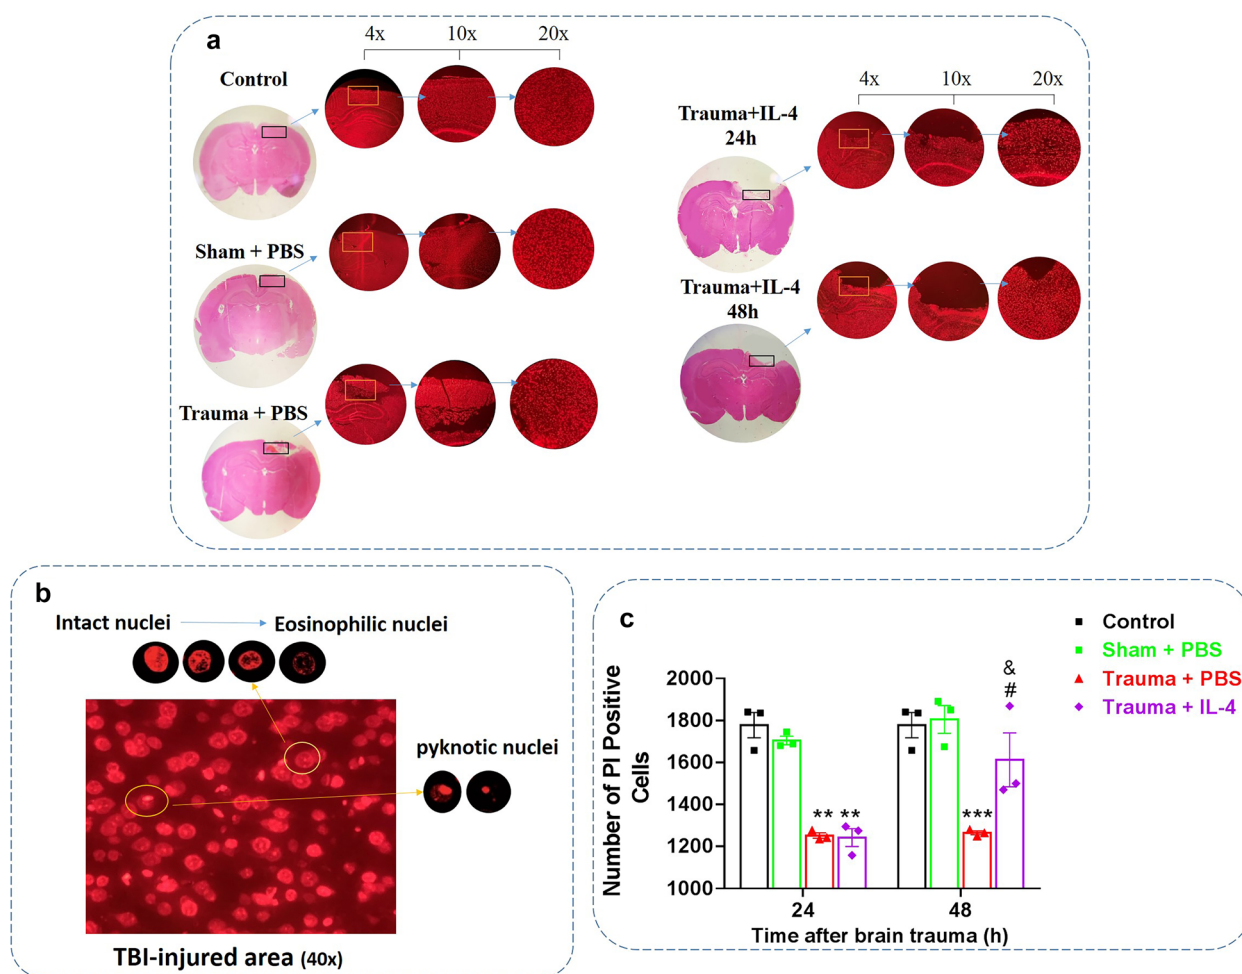 a
4x 10x 20x
Control
Sham + PBS
Trauma + PBS
4x 10x 20x
Trauma+IL-4
24h
Trauma+IL-4
48h
b
Intact nuclei Eosinophilic nuclei
pyknotic nuclei
TBI-injured area (40x)
c
Control
Sham + PBS
Trauma + PBS
Trauma + IL-4
Number of PI Positive
Cells
2000
1800
1600
1400
1200
1000
** ** *** & #
24 48
Time after brain trauma (h)